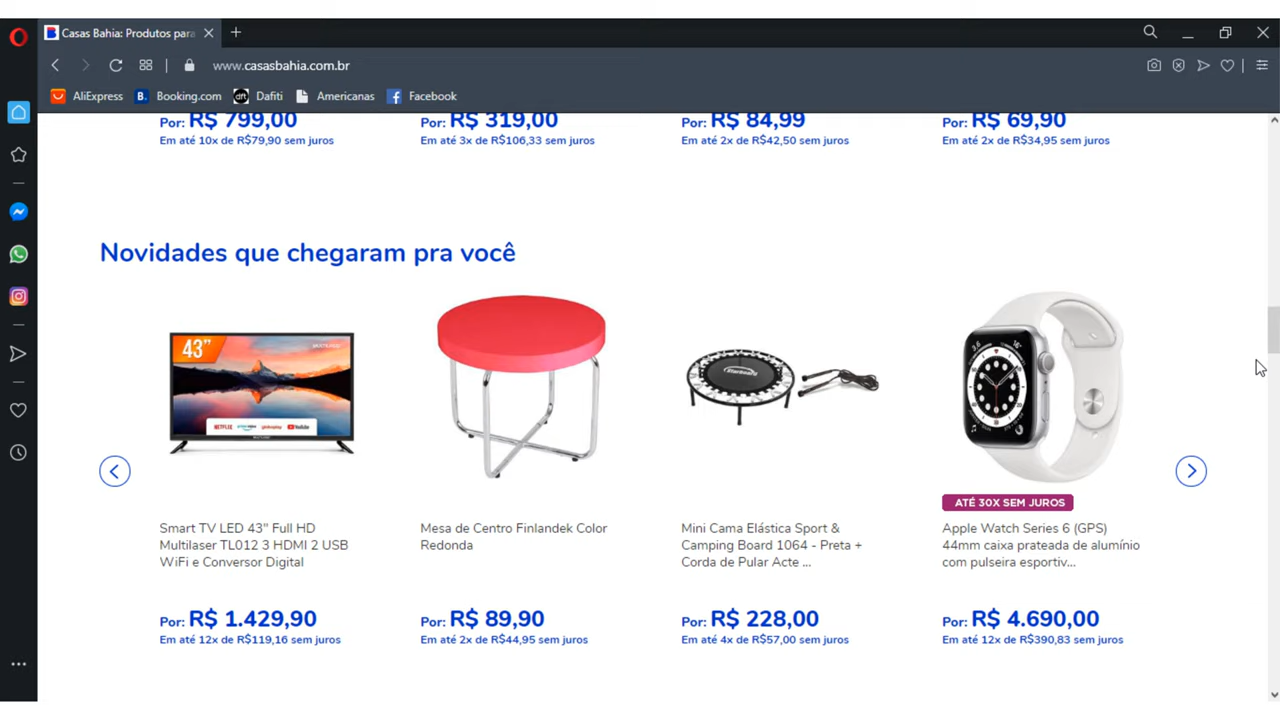 Casas Bahia: Produtos para
www.casasbahia.com.br
AliExpress
B. Booking.com
dft Dafiti
Americanas
Facebook
Por: R$ 799,00
Em até 10x de R$79,90 sem juros
Por: R$ 319,00
Em até 3x de R$106,33 sem juros
Por: R$ 84,99
Em até 2x de R$42,50 sem juros
Por: R$ 69,90
Em até 2x de R$34,95 sem juros
Novidades que chegaram pra você
43"
NETFLIX
YouTube
Smart TV LED 43" Full HD
Multilaser TL012 3 HDMI 2 USB
WiFi e Conversor Digital
Por: R$ 1.429,90
Em até 12x de R$119,16 sem juros
Mesa de Centro Finlandek Color
Redonda
Por: R$ 89,90
Em até 2x de R$44,95 sem juros
Mini Cama Elástica Sport &
Camping Board 1064 - Preta +
Corda de Pular Acte ...
Por: R$ 228,00
Em até 4x de R$57,00 sem juros
ATÉ 30X SEM JUROS
Apple Watch Series 6 (GPS)
44mm caixa prateada de alumínio
com pulseira esportiv...
Por: R$ 4.690,00
Em até 12x de R$390,83 sem juros